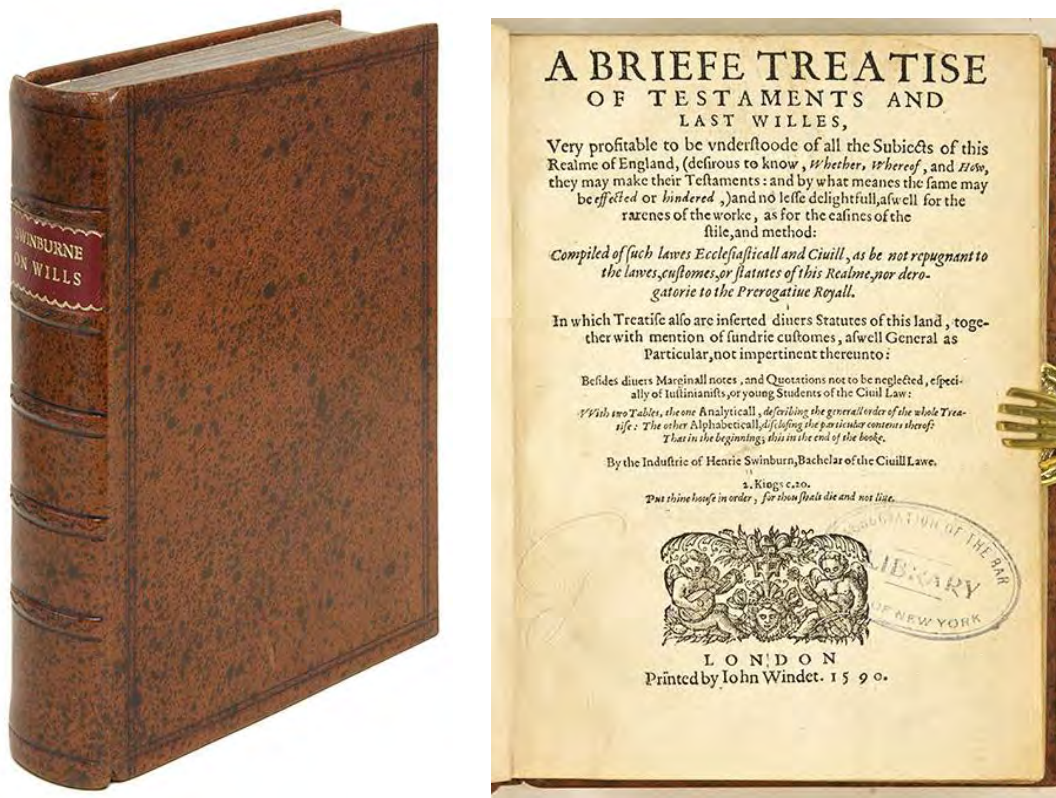 SWINBURNE
ON WILLS
A BRIEFE TREATISE
OF TESTAMENTS AND
LAST WILLES,
Very profitable to be vnderſtoode of all the Subiects of this
Realme of England, (deſirous to know, Whether, Whereof, and How,
they may make their Teſtaments: and by what meanes the ſame may
be effected or hindered,) and no leſſe delightfull, aſwell for the
rarenes of the worke, as for the eaſines of the
ſtile, and method:
Compiled of ſuch lawes Eccleſiaſticall and Ciuill, as be not repugnant to
the lawes, cuſtomes, or ſtatutes of this Realme, nor dero-
gatorie to the Prerogatiue Royall.
In which Treatiſe alſo are inſerted diuers Statutes of this land, toge-
ther with mention of ſundrie cuſtomes, aſwell General as
Particular, not impertinent thereunto:
Beſides diuers Marginall notes, and Quotations not to be neglected, eſpeci-
ally of Iuſtinianiſts, or young Students of the Ciuil Law:
VVith two Tables, the one Analyticall, deſcribing the generall order of the whole Trea-
tiſe: The other Alphabeticall, diſcloſing the particular contents therof:
That in the beginning; this in the end of the booke.
By the Induſtrie of Henrie Swinburn, Bachelar of the Ciuill Lawe.
2. Kings c. 20.
Put thine houſe in order, for thou ſhalt die and not liue.
ASSOCIATION OF THE BAR
LIBRARY
OF NEW YORK
LONDON
Printed by Iohn Windet. 1590.